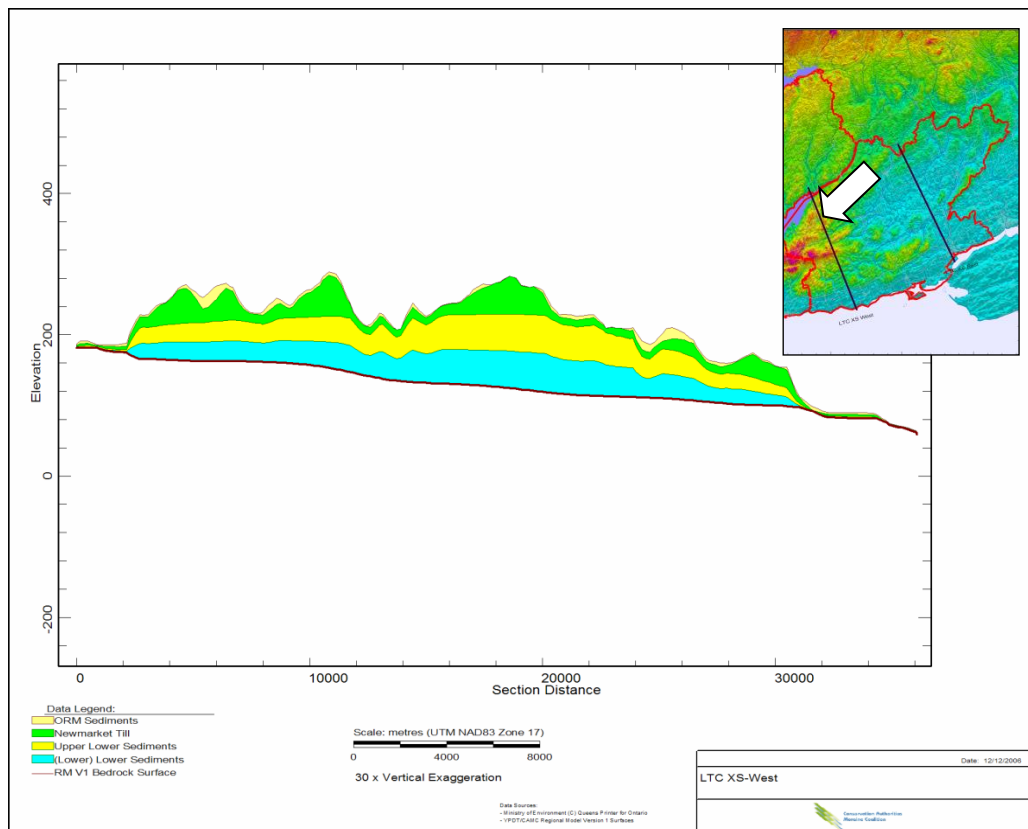 LTC XS West
400
200
0
-200
Elevation
0
10000
20000
30000
Section Distance
Data Legend:
ORM Sediments
Newmarket Till
Upper Lower Sediments
(Lower) Lower Sediments
RM V1 Bedrock Surface
Scale: metres (UTM NAD83 Zone 17)
0
4000
8000
30 x Vertical Exaggeration
Data Sources:
- Ministry of Environment (C) Queens Printer for Ontario
- YPDT/CAMC Regional Model Version 1 Surfaces
Date: 12/12/2006
LTC XS-West
Conservation Authorities
Moraine Coalition